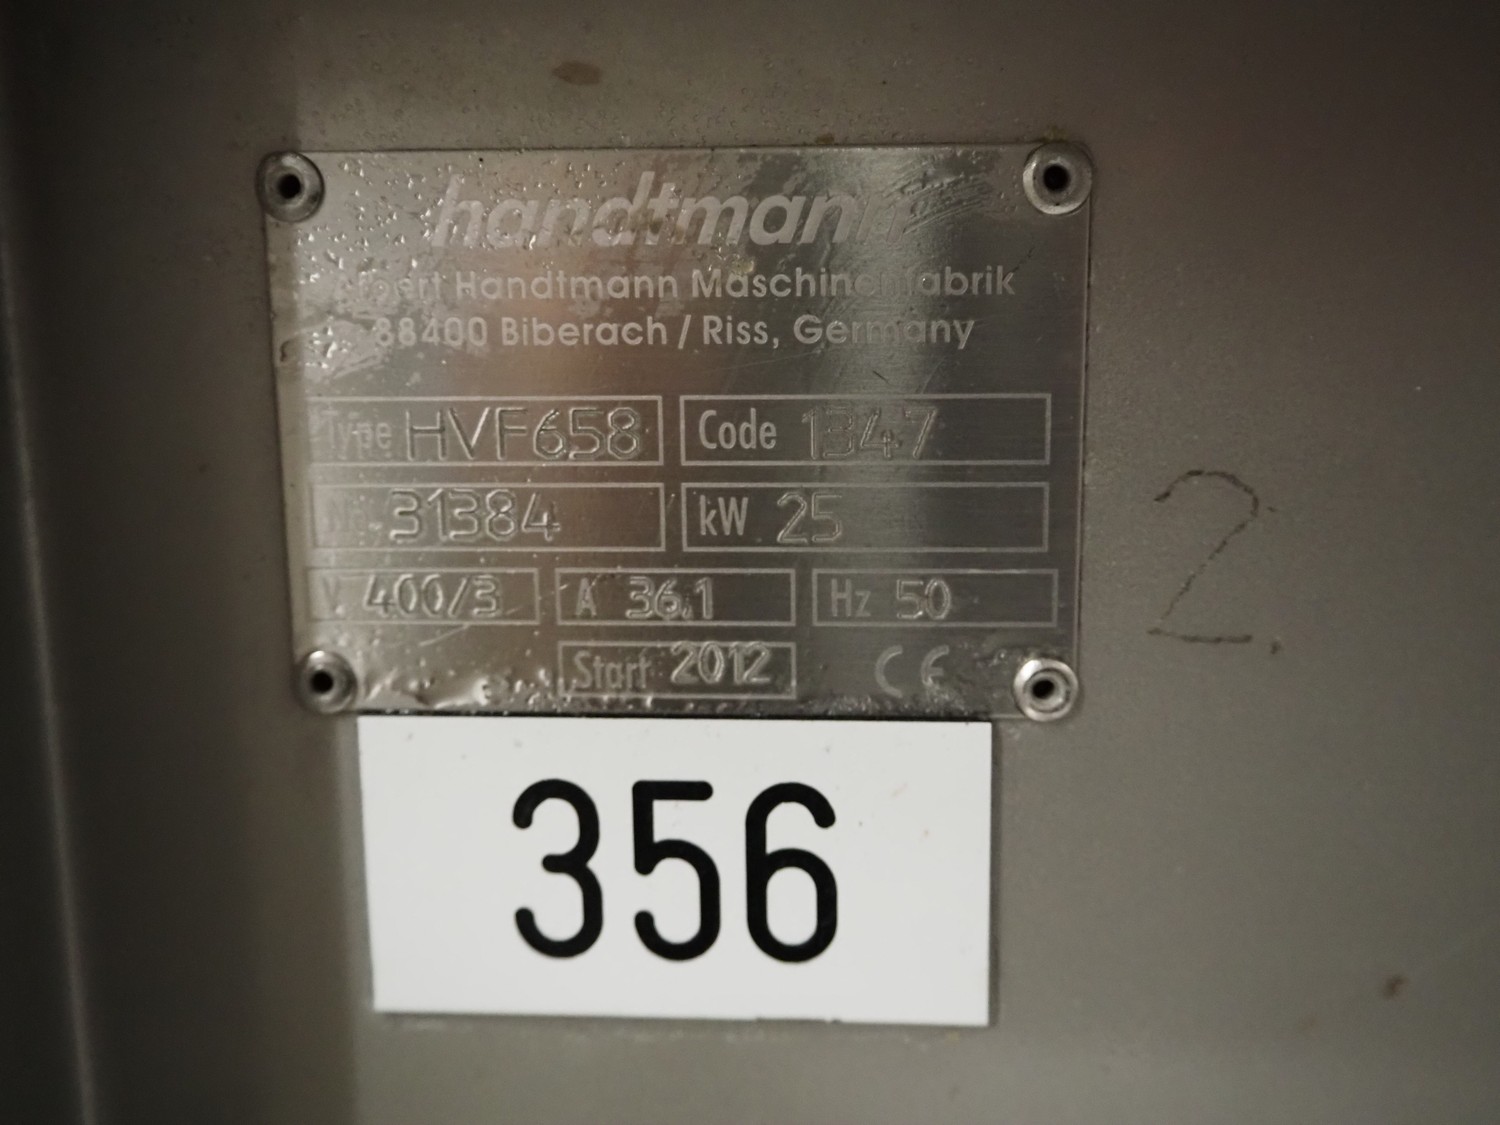 handtmann
Handtmann Maschinenfabrik
88400 Biberach / Riss, Germany
Type HVF658 Code 1347
Nr. 31384 kW 25
V 400/3 A 36,1 Hz 50
Start 2012 CE
356
2